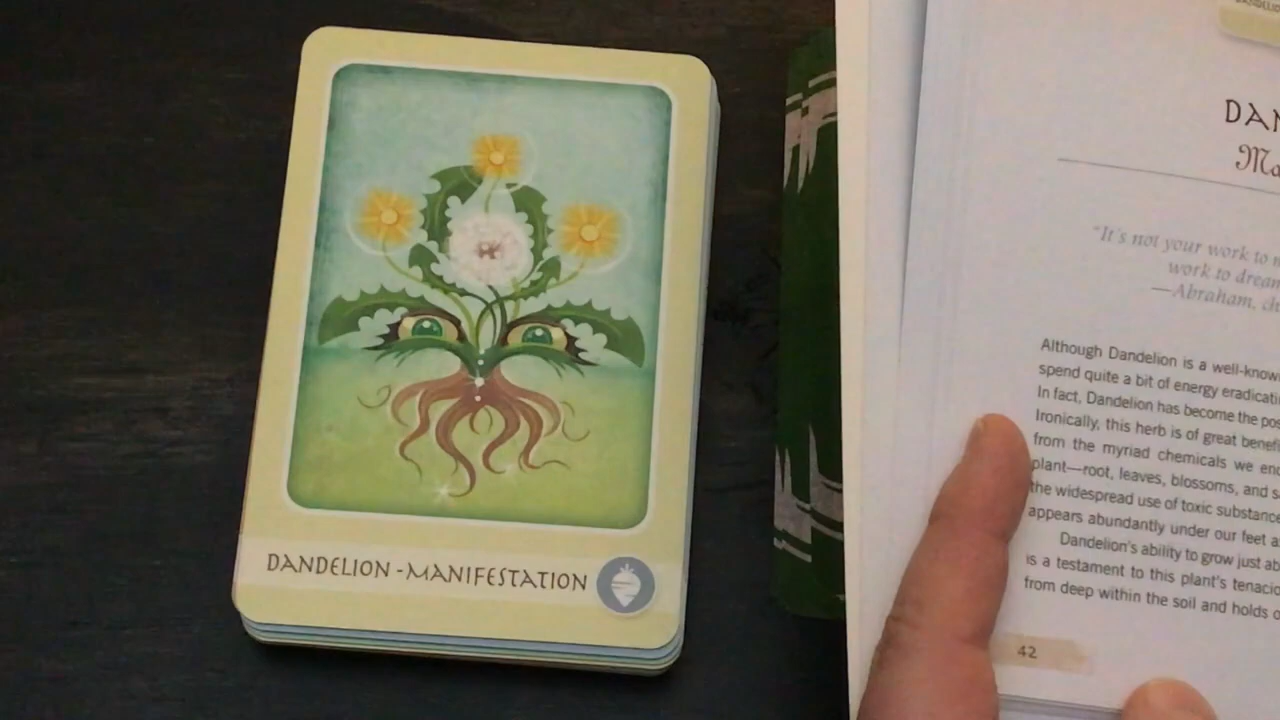 DANDELION - MANIFESTATION
DAN
Ma
"It's not your work to m
work to dream
—Abraham, ch
Although Dandelion is a well-know
spend quite a bit of energy eradicati
In fact, Dandelion has become the pos
Ironically, this herb is of great benefi
from the myriad chemicals we enc
plant—root, leaves, blossoms, and s
the widespread use of toxic substanc
appears abundantly under our feet a
Dandelion's ability to grow just ab
is a testament to this plant's tenacio
from deep within the soil and holds o
42